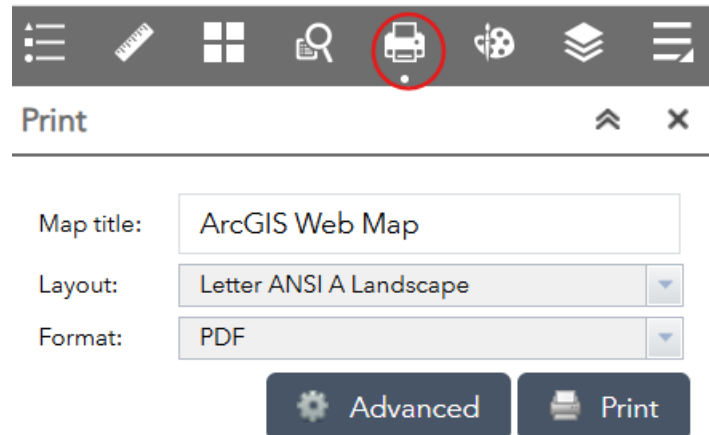 Print
Map title: ArcGIS Web Map
Layout: Letter ANSI A Landscape
Format: PDF
Advanced Print